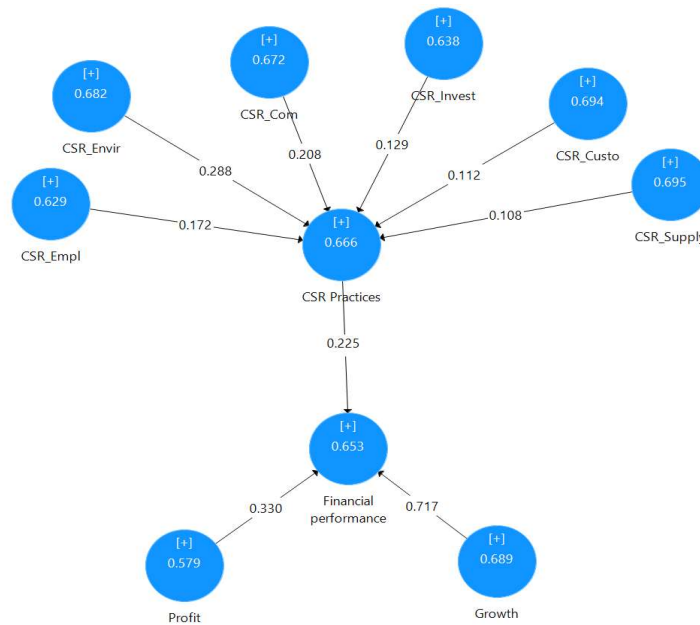 [+]
0.638
CSR_Invest
[+]
0.672
CSR_Com
[+]
0.682
CSR_Envir
[+]
0.694
CSR_Custo
[+]
0.695
CSR_Supply
[+]
0.629
CSR_Empl
0.288
0.208
0.129
0.112
0.108
0.172
[+]
0.666
CSR Practices
0.225
[+]
0.653
Financial
performance
0.330
0.717
[+]
0.579
Profit
[+]
0.689
Growth